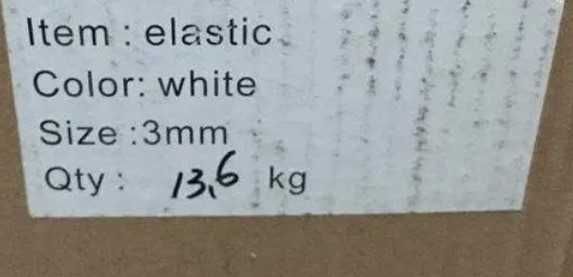 Item : elastic
Color: white
Size :3mm
Qty : 13,6 kg